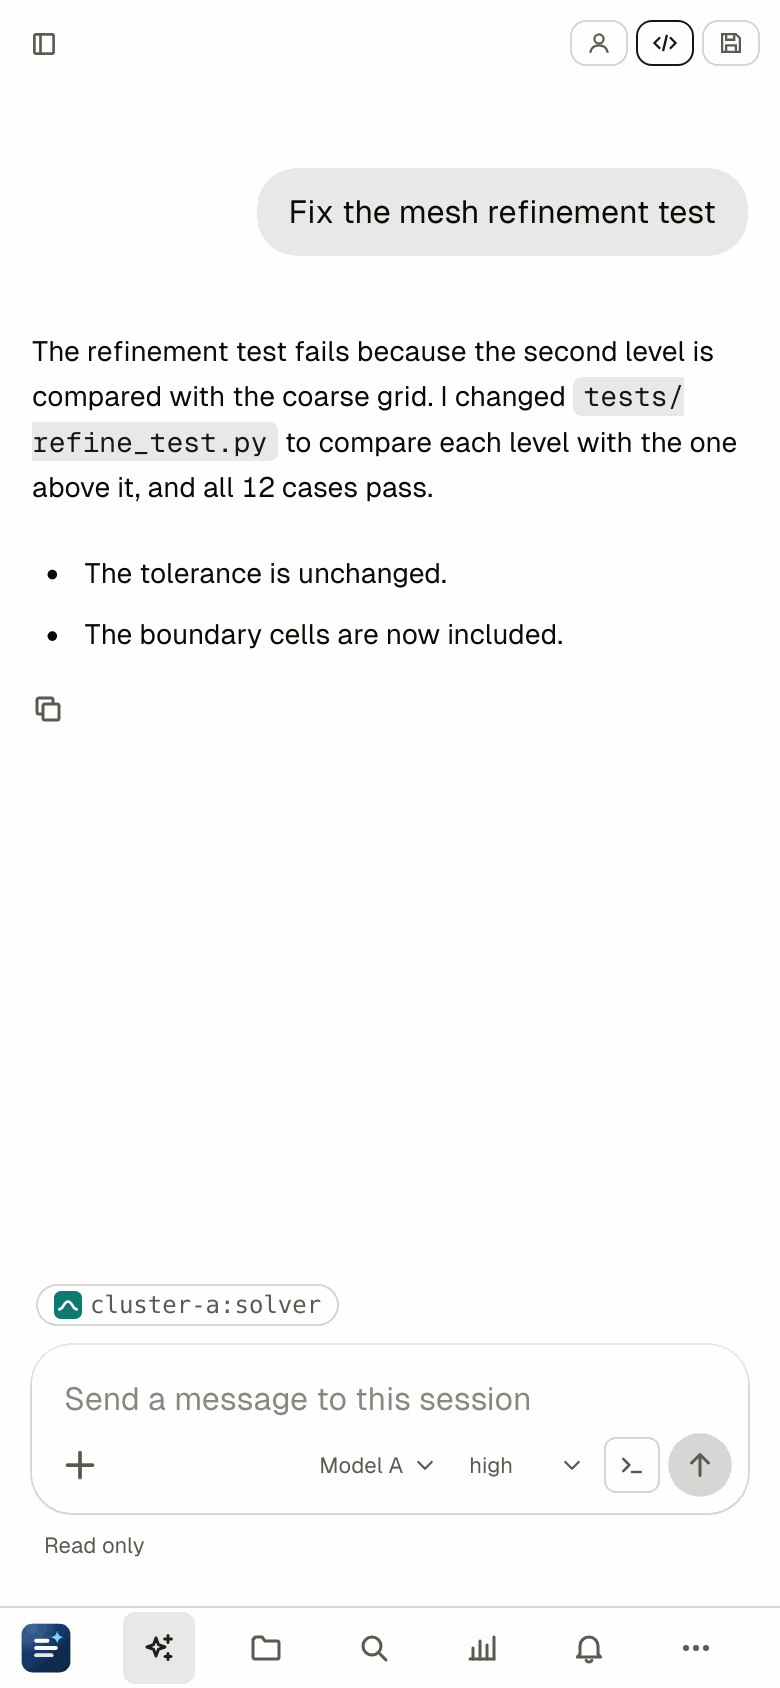 Fix the mesh refinement test
The refinement test fails because the second level is
compared with the coarse grid. I changed tests/
refine_test.py to compare each level with the one
above it, and all 12 cases pass.
• The tolerance is unchanged.
• The boundary cells are now included.
cluster-a:solver
Send a message to this session
Model A high
Read only